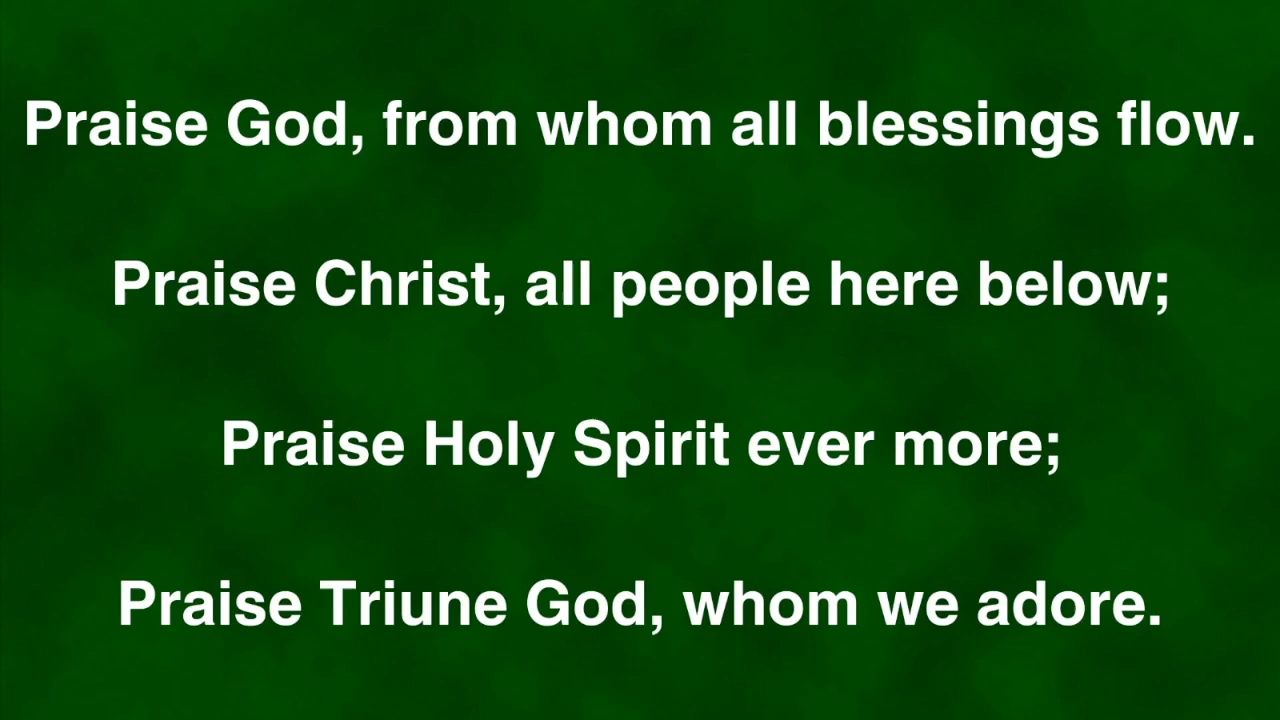 Praise God, from whom all blessings flow.
Praise Christ, all people here below;
Praise Holy Spirit ever more;
Praise Triune God, whom we adore.